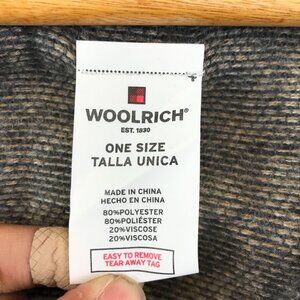 WOOLRICH®
EST. 1830
ONE SIZE
TALLA UNICA
MADE IN CHINA
HECHO EN CHINA
80%POLYESTER
80%POLIÉSTER
20%VISCOSE
20%VISCOSA
EASY TO REMOVE
TEAR AWAY TAG